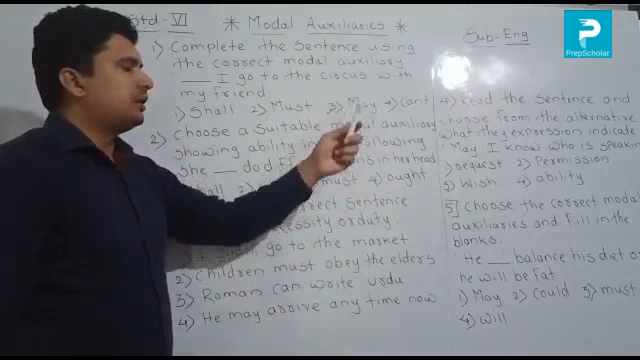 Std-VI
* Modal Auxiliaries *
Sub-Eng
PrepScholar
1) Complete the Sentence using
the correct modal auxiliary
___ I go to the circus with
my friend
1) Shall 2) Must 3) May 4) Cant
2) Choose a Suitable modal auxiliary
showing ability in following
She ___ do d in her head
must 4) ought
correct Sentence
necessity or duty
go to the market
2) Children must obey the elders
3) Roman Can write urdu
4) He may arrive any time now
4) Read the Sentence and
choose from the alternative
what they expression indicate
May I know who is speaking
1) request 2) Permission
3) Wish 4) ability
5] Choose the Correct modal
auxiliaries and fill in the
blanks.
He ___ balance his diet or
he will be fat
1) May 2) Could 3) must
4) will